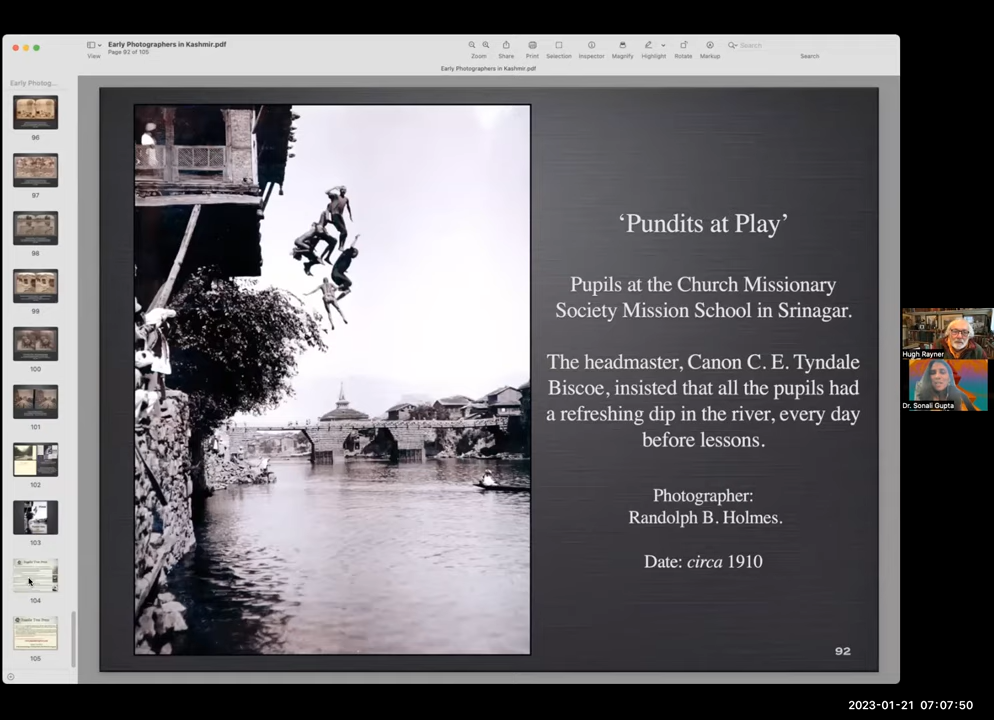 Early Photographers in Kashmir.pdf
Page 92 of 105
View
Zoom
Share
Print
Selection
Inspector
Magnify
Highlight
Rotate
Markup
Search
Search
Early Photographers in Kashmir.pdf
Early Photog...
96
97
98
99
100
101
102
103
104
105
‘Pundits at Play’
Pupils at the Church Missionary
Society Mission School in Srinagar.
The headmaster, Canon C. E. Tyndale
Biscoe, insisted that all the pupils had
a refreshing dip in the river, every day
before lessons.
Photographer:
Randolph B. Holmes.
Date: circa 1910
92
Hugh Rayner
Dr. Sonali Gupta
2023-01-21 07:07:50